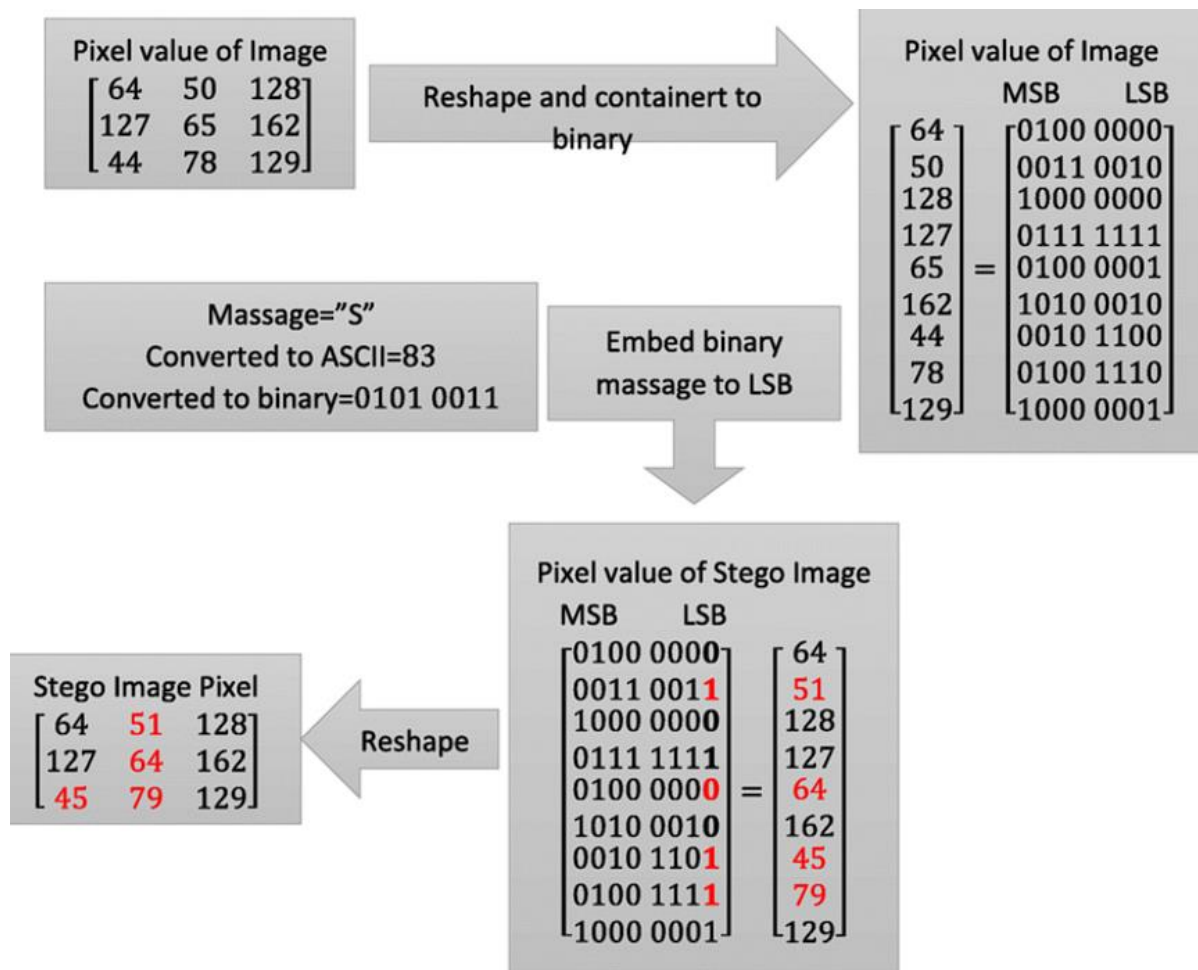 Pixel value of Image
[64 50 128]
[127 65 162]
[44 78 129]
Reshape and containert to
binary
Pixel value of Image
MSB LSB
[64] [0100 0000]
[50] [0011 0010]
[128] [1000 0000]
[127] [0111 1111]
[65] = [0100 0001]
[162] [1010 0010]
[44] [0010 1100]
[78] [0100 1110]
[129] [1000 0001]
Massage=”S”
Converted to ASCII=83
Converted to binary=0101 0011
Embed binary
massage to LSB
Pixel value of Stego Image
MSB LSB
[0100 0000] [64]
[0011 0011] [51]
[1000 0000] [128]
[0111 1111] [127]
[0100 0000] = [64]
[1010 0010] [162]
[0010 1101] [45]
[0100 1111] [79]
[1000 0001] [129]
Reshape
Stego Image Pixel
[64 51 128]
[127 64 162]
[45 79 129]